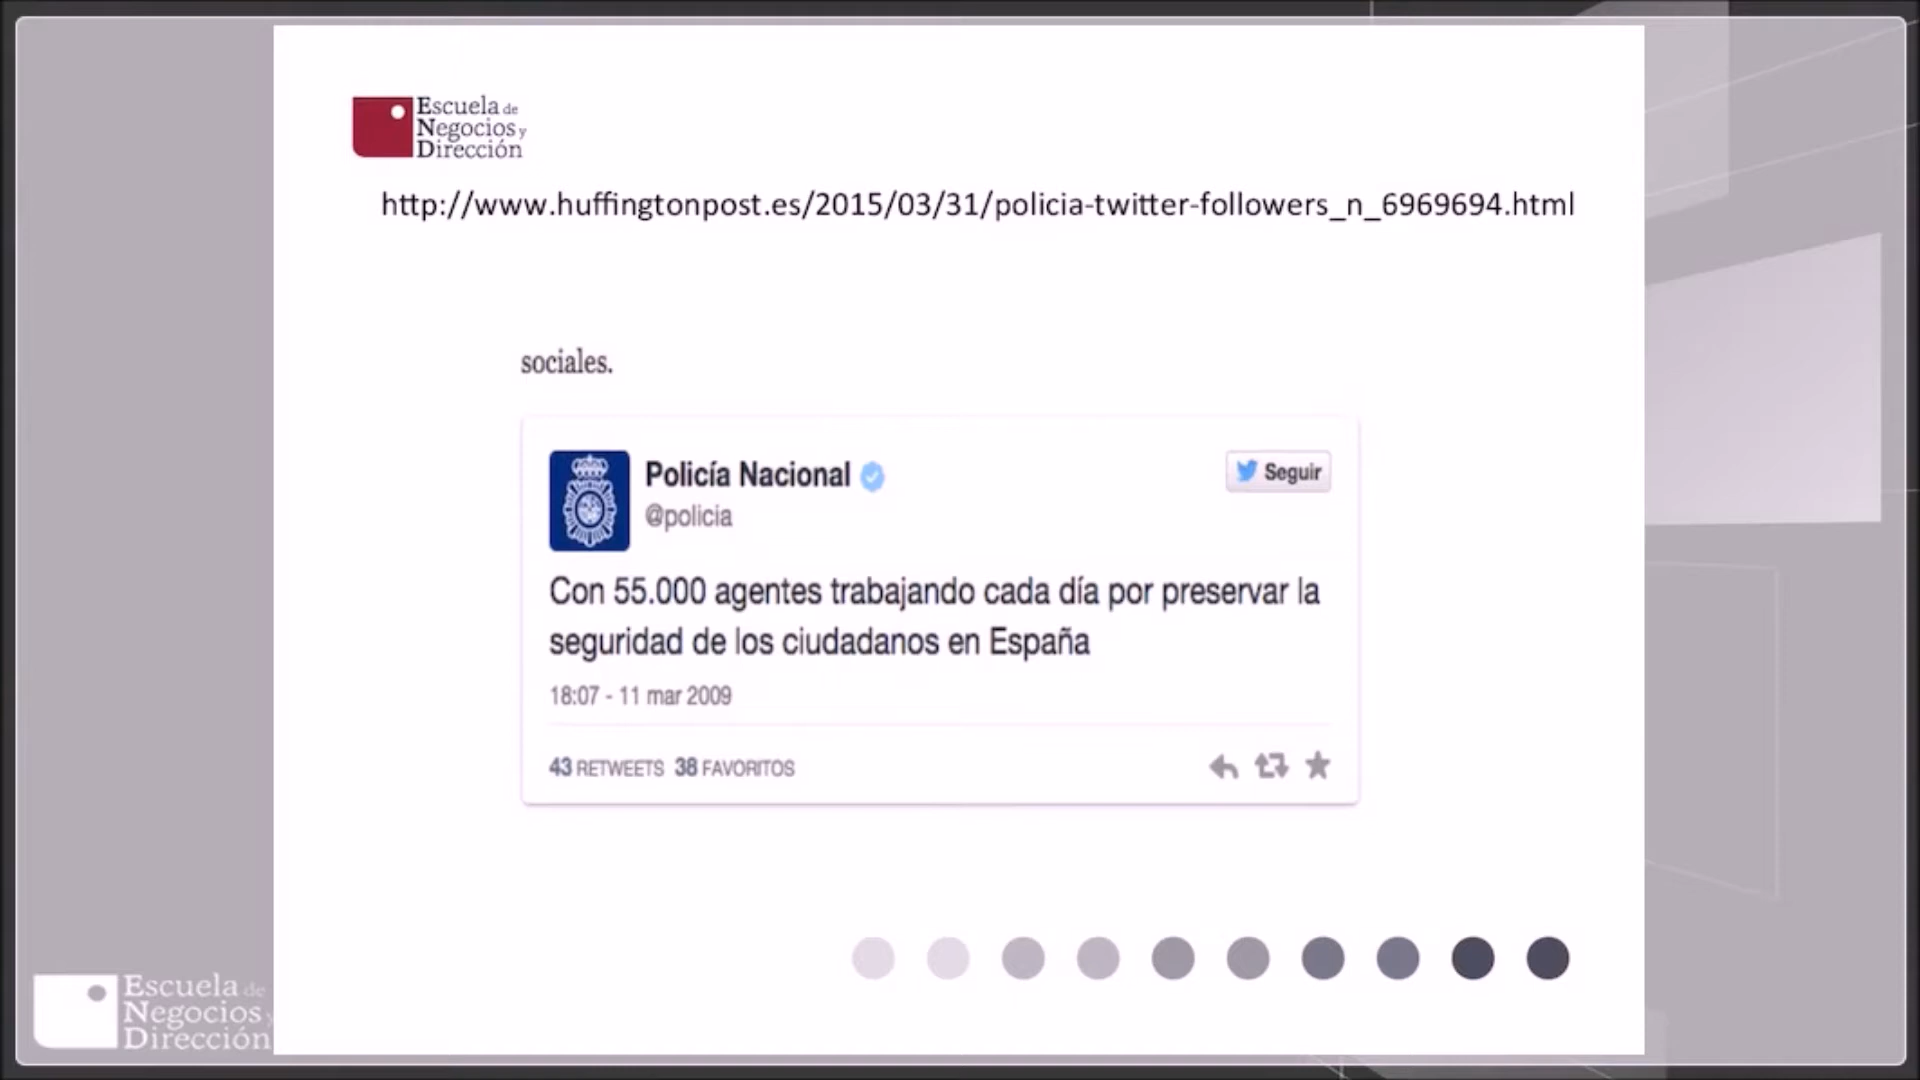 Escuela de
Negocios y
Dirección
http://www.huffingtonpost.es/2015/03/31/policia-twitter-followers_n_6969694.html
sociales.
Policía Nacional
@policia
Seguir
Con 55.000 agentes trabajando cada día por preservar la
seguridad de los ciudadanos en España
18:07 - 11 mar 2009
43 RETWEETS 38 FAVORITOS
Escuela de
Negocios y
Dirección